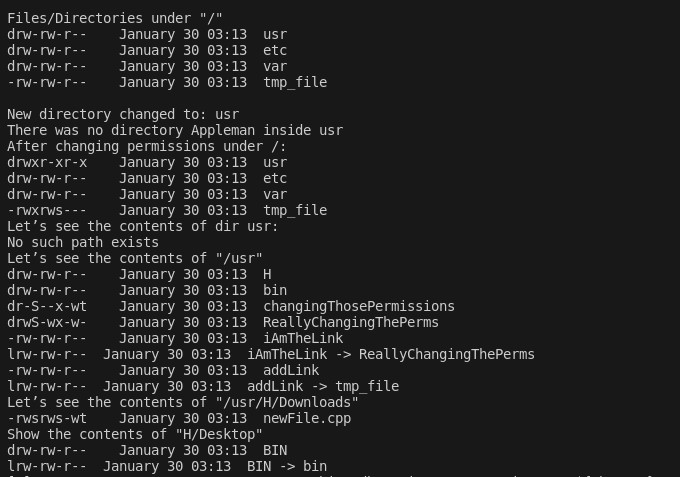 Files/Directories under "/"
drw-rw-r--    January 30 03:13  usr
drw-rw-r--    January 30 03:13  etc
drw-rw-r--    January 30 03:13  var
-rw-rw-r--    January 30 03:13  tmp_file

New directory changed to: usr
There was no directory Appleman inside usr
After changing permissions under /:
drwxr-xr-x    January 30 03:13  usr
drw-rw-r--    January 30 03:13  etc
drw-rw-r--    January 30 03:13  var
-rwxrws---    January 30 03:13  tmp_file
Let’s see the contents of dir usr:
No such path exists
Let’s see the contents of "/usr"
drw-rw-r--    January 30 03:13  H
drw-rw-r--    January 30 03:13  bin
dr-S--x-wt    January 30 03:13  changingThosePermissions
drwS-wx-w-    January 30 03:13  ReallyChangingThePerms
-rw-rw-r--    January 30 03:13  iAmTheLink
lrw-rw-r--  January 30 03:13  iAmTheLink -> ReallyChangingThePerms
-rw-rw-r--    January 30 03:13  addLink
lrw-rw-r--  January 30 03:13  addLink -> tmp_file
Let’s see the contents of "/usr/H/Downloads"
-rwsrws-wt    January 30 03:13  newFile.cpp
Show the contents of "H/Desktop"
drw-rw-r--    January 30 03:13  BIN
lrw-rw-r--  January 30 03:13  BIN -> bin